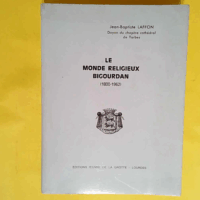 Jean-Baptiste LAFFON
Doyen du chapitre cathédral
de Tarbes
LE
MONDE RELIGIEUX
BIGOURDAN
(1800-1962)